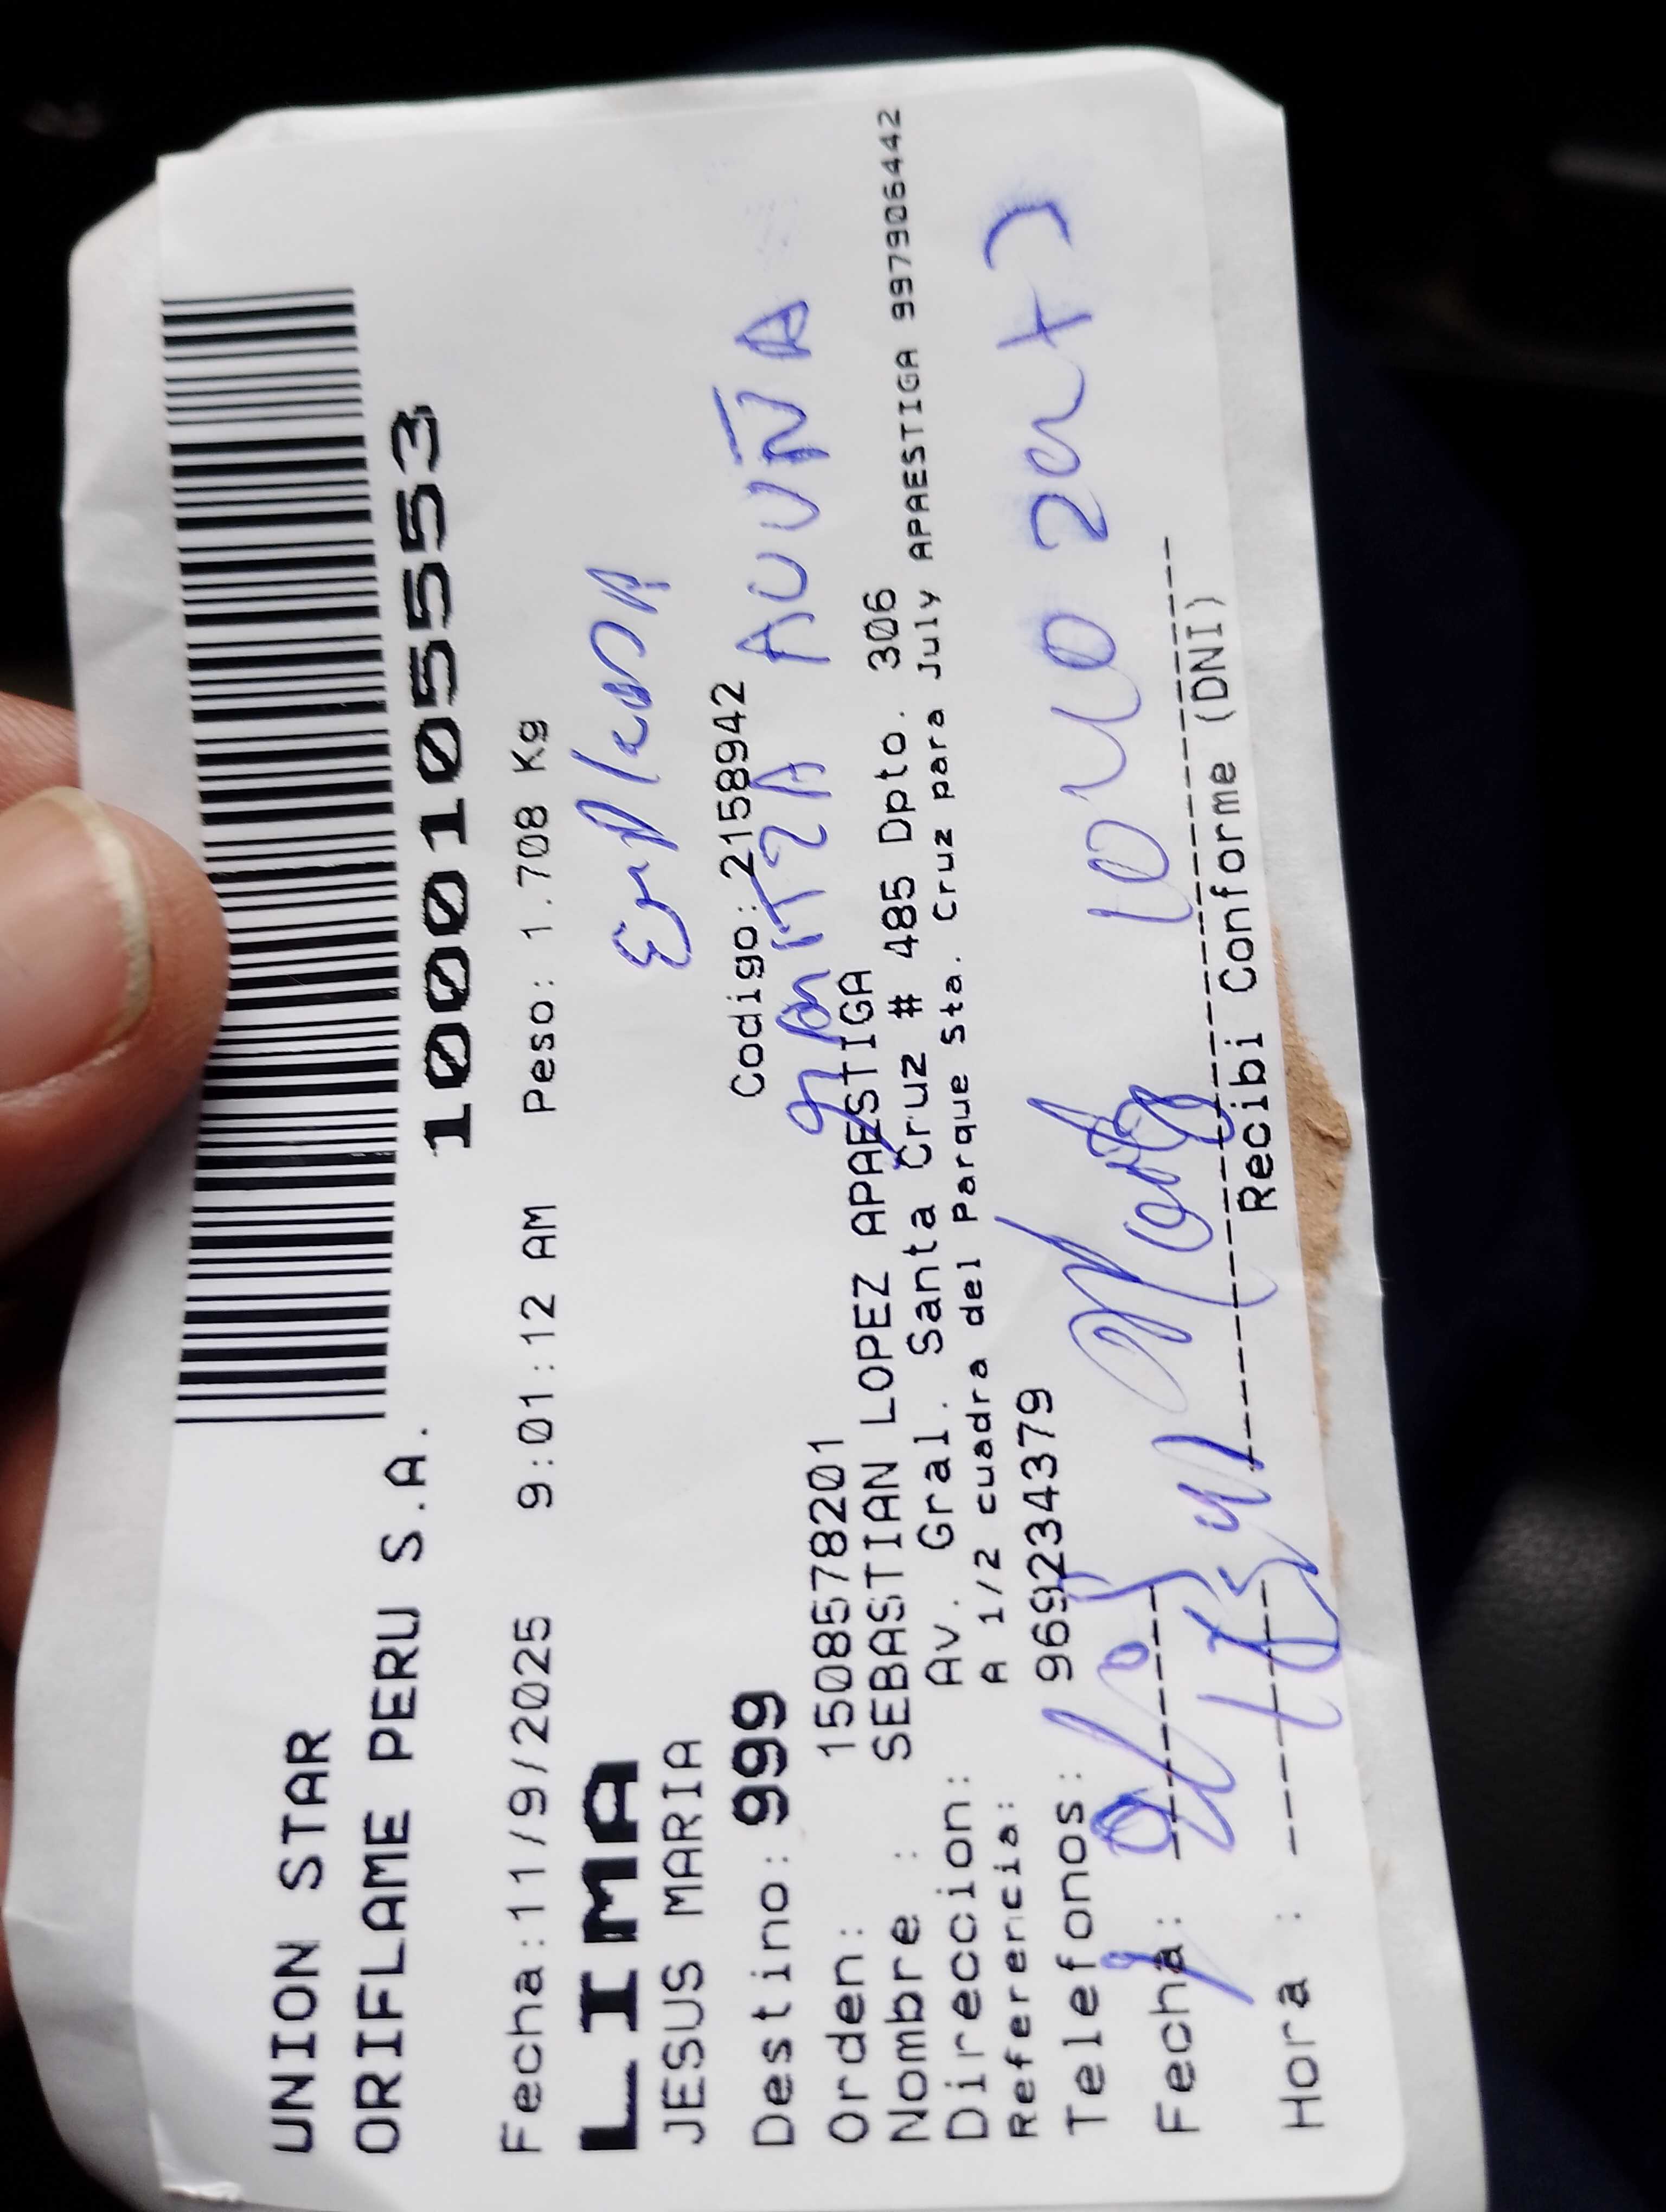 UNION STAR
ORIFLAME PERU S.A.
1000105553
Fecha:11/9/2025 9:01:12 AM Peso: 1.708 Kg
LIMA
JESUS MARIA
Destino: 999 Codigo: 2158942
ACUÑA
Orden: 1508578201
Nombre : SEBASTIAN LOPEZ APAESTIGA
Direccion: Av. Gral. Santa Cruz # 485 Dpto. 306
Referencia: A 1/2 cuadra del Parque Sta. Cruz para July APAESTIGA 997906442
Telefonos: 969234379
Fecha:
Hora :
Recibi Conforme (DNI)